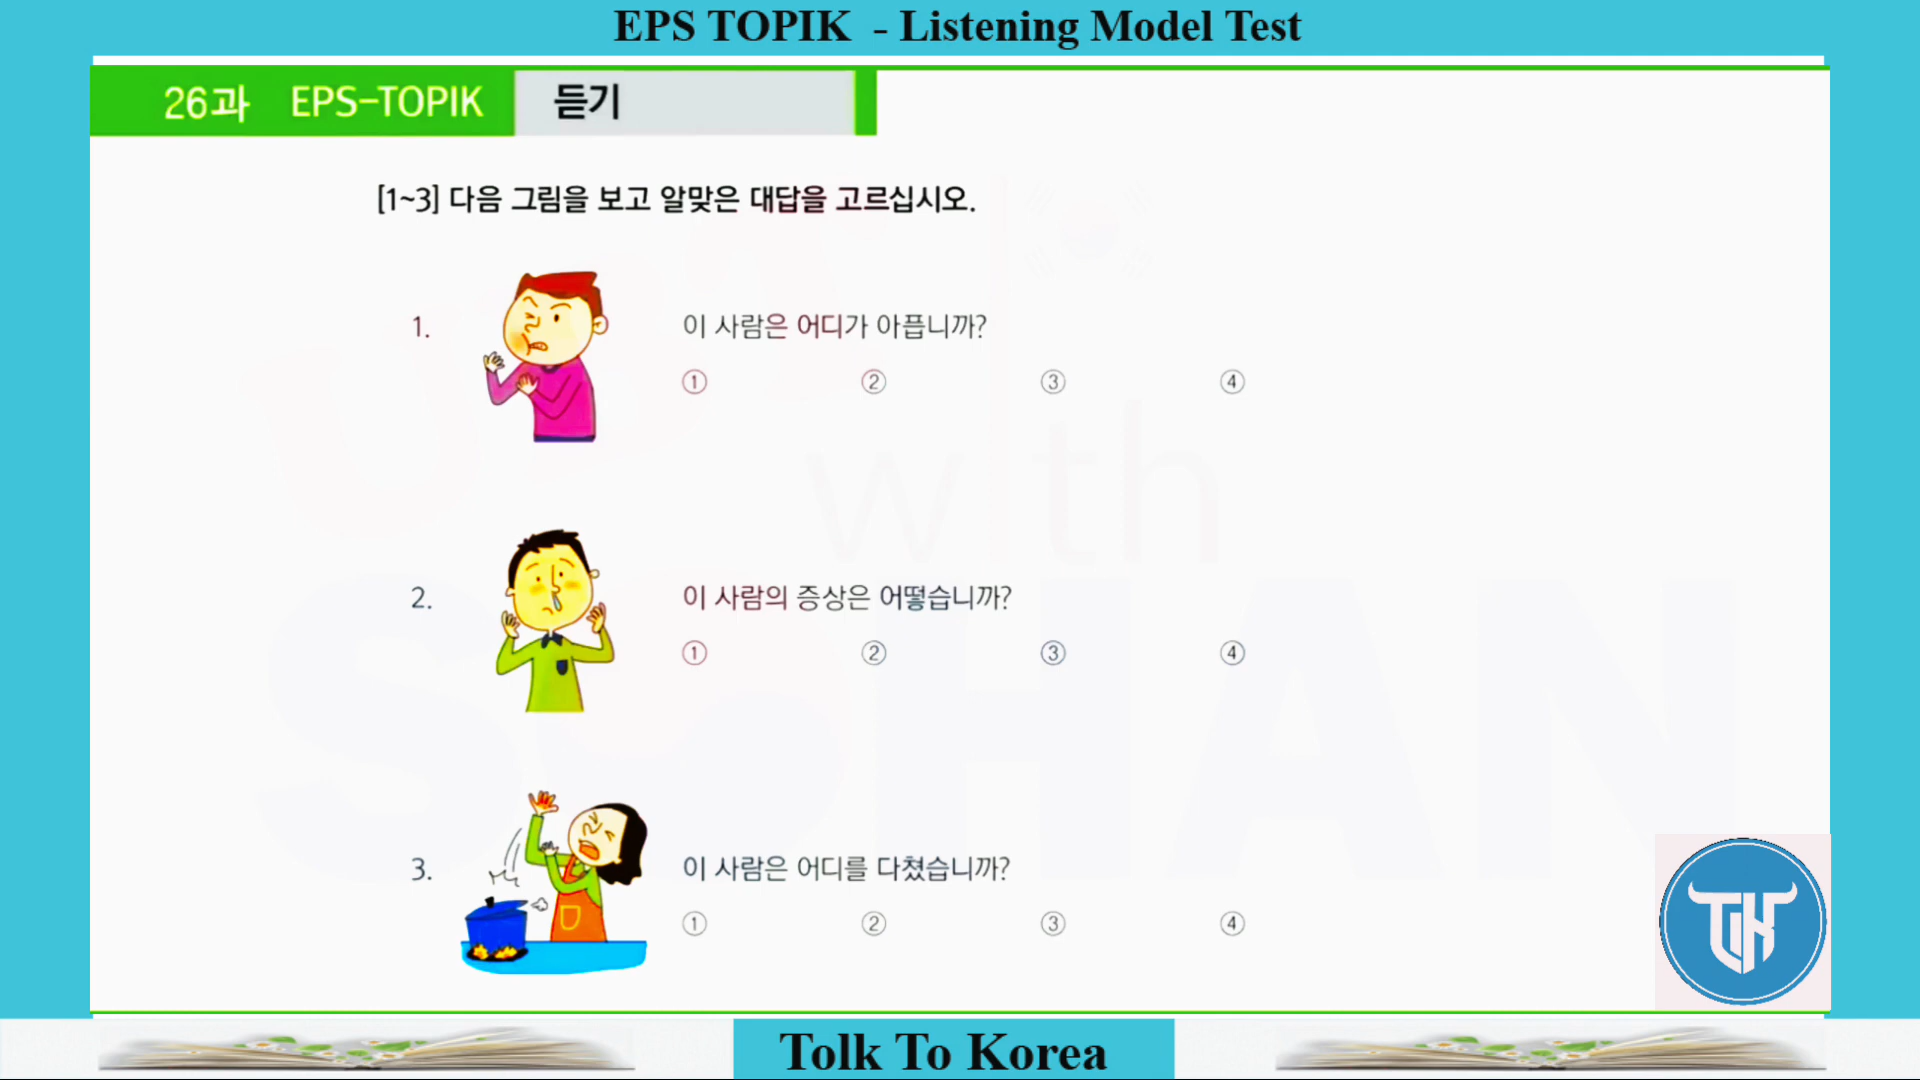 EPS TOPIK - Listening Model Test
26과 EPS-TOPIK 듣기
[1~3] 다음 그림을 보고 알맞은 대답을 고르십시오.
1. 이 사람은 어디가 아픕니까?
① ② ③ ④
2. 이 사람의 증상은 어떻습니까?
① ② ③ ④
3. 이 사람은 어디를 다쳤습니까?
① ② ③ ④
with
Tolk To Korea